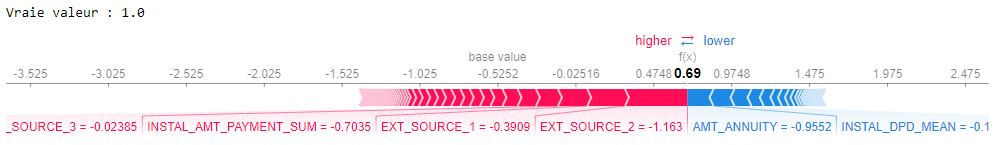 Vraie valeur : 1.0
higher ⇄ lower
base value f(x)
-3.525 -3.025 -2.525 -2.025 -1.525 -1.025 -0.5252 -0.02516 0.4748 0.69 0.9748 1.475 1.975 2.475
_SOURCE_3 = -0.02385 INSTAL_AMT_PAYMENT_SUM = -0.7035 EXT_SOURCE_1 = -0.3909 EXT_SOURCE_2 = -1.163 AMT_ANNUITY = -0.9552 INSTAL_DPD_MEAN = -0.1